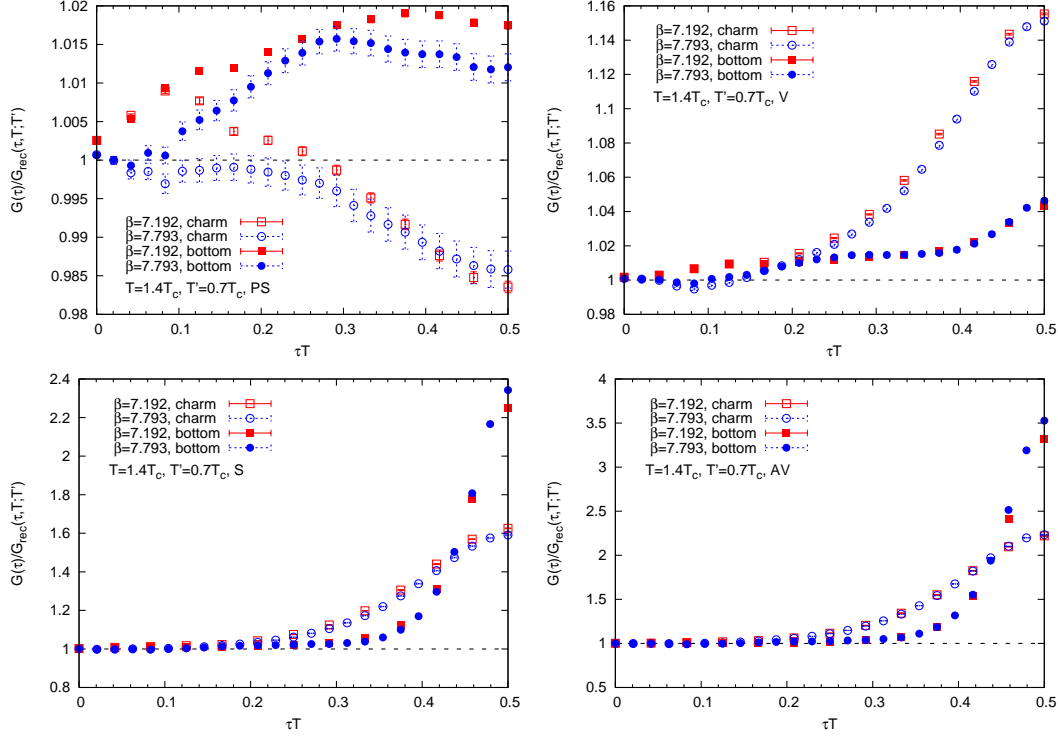 1.02
1.015
1.01
1.005
1
0.995
0.99
0.985
0.98
0
0.1
0.2
0.3
0.4
0.5
G(τ)/G_rec(τ,T;T')
τT
β=7.192, charm
β=7.793, charm
β=7.192, bottom
β=7.793, bottom
T=1.4T_c, T'=0.7T_c, PS
1.16
1.14
1.12
1.1
1.08
1.06
1.04
1.02
1
0.98
0
0.1
0.2
0.3
0.4
0.5
G(τ)/G_rec(τ,T;T')
τT
β=7.192, charm
β=7.793, charm
β=7.192, bottom
β=7.793, bottom
T=1.4T_c, T'=0.7T_c, V
2.4
2.2
2
1.8
1.6
1.4
1.2
1
0.8
0
0.1
0.2
0.3
0.4
0.5
G(τ)/G_rec(τ,T;T')
τT
β=7.192, charm
β=7.793, charm
β=7.192, bottom
β=7.793, bottom
T=1.4T_c, T'=0.7T_c, S
4
3.5
3
2.5
2
1.5
1
0.5
0
0.1
0.2
0.3
0.4
0.5
G(τ)/G_rec(τ,T;T')
τT
β=7.192, charm
β=7.793, charm
β=7.192, bottom
β=7.793, bottom
T=1.4T_c, T'=0.7T_c, AV